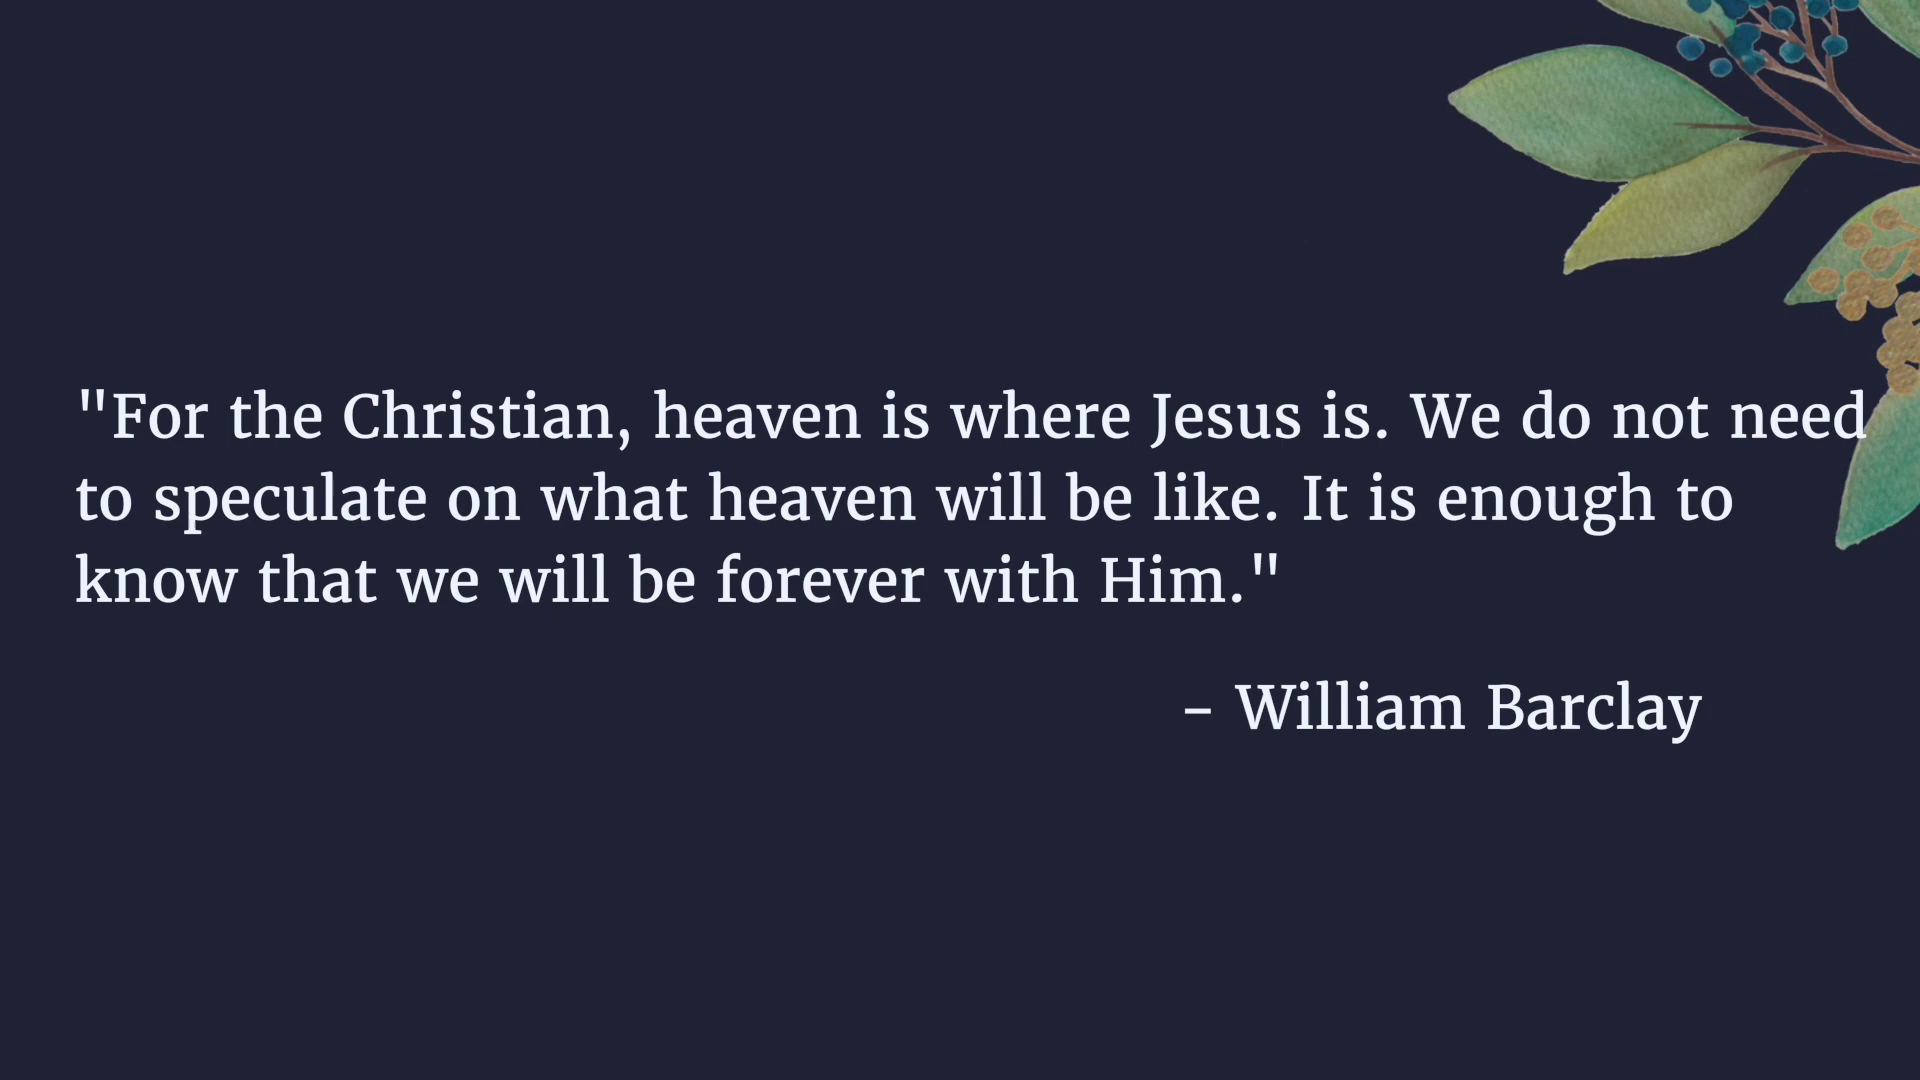 "For the Christian, heaven is where Jesus is. We do not need
to speculate on what heaven will be like. It is enough to
know that we will be forever with Him."
– William Barclay